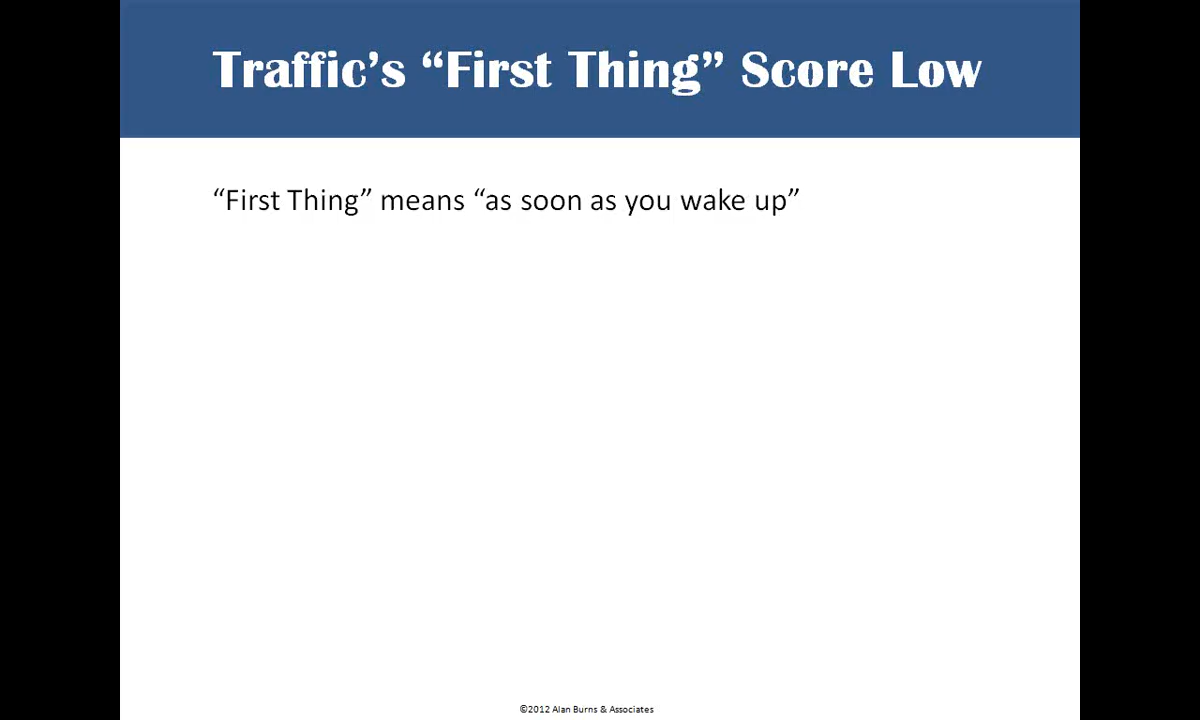 Traffic’s “First Thing” Score Low
“First Thing” means “as soon as you wake up”
©2012 Alan Burns & Associates